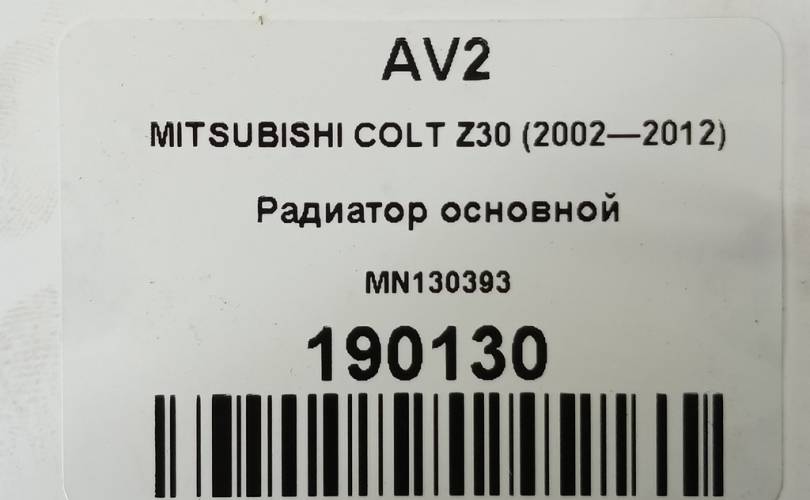 AV2
MITSUBISHI COLT Z30 (2002—2012)
Радиатор основной
MN130393
190130